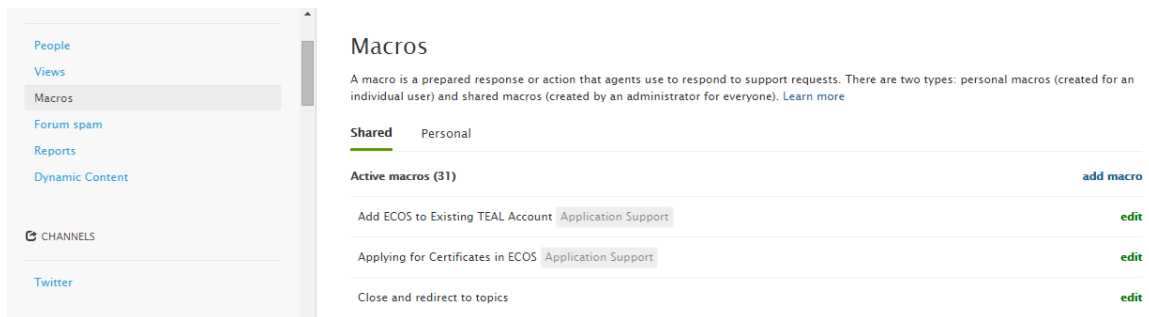 People
Views
Macros
Forum spam
Reports
Dynamic Content
CHANNELS
Twitter
Macros
A macro is a prepared response or action that agents use to respond to support requests. There are two types: personal macros (created for an
individual user) and shared macros (created by an administrator for everyone). Learn more
Shared Personal
Active macros (31) add macro
Add ECOS to Existing TEAL Account Application Support edit
Applying for Certificates in ECOS Application Support edit
Close and redirect to topics edit